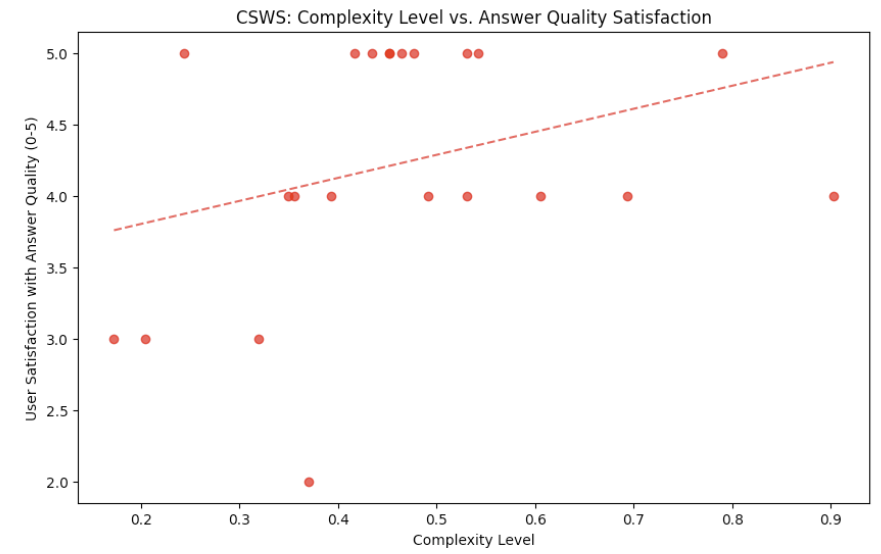 CSWS: Complexity Level vs. Answer Quality Satisfaction
User Satisfaction with Answer Quality (0-5)
5.0
4.5
4.0
3.5
3.0
2.5
2.0
0.2 0.3 0.4 0.5 0.6 0.7 0.8 0.9
Complexity Level